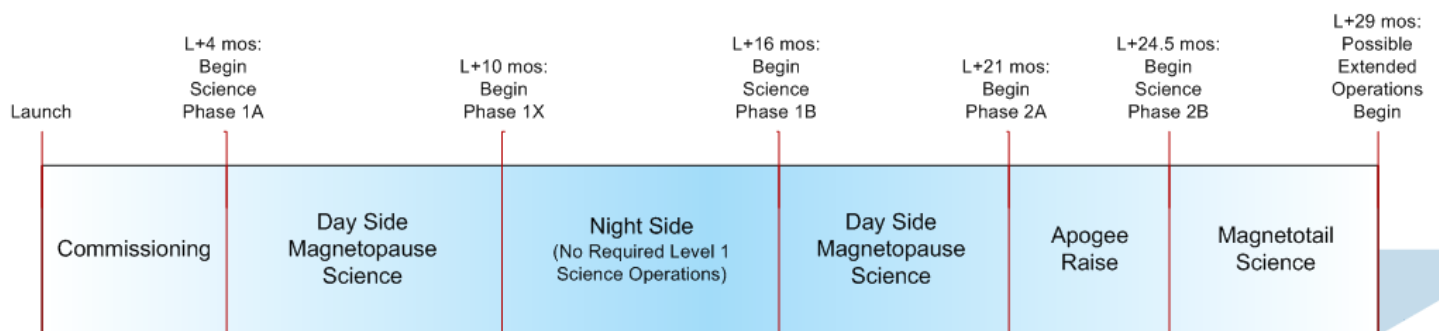 Launch
L+4 mos:
Begin
Science
Phase 1A
L+10 mos:
Begin
Phase 1X
L+16 mos:
Begin
Science
Phase 1B
L+21 mos:
Begin
Phase 2A
L+24.5 mos:
Begin
Science
Phase 2B
L+29 mos:
Possible
Extended
Operations
Begin
Commissioning
Day Side
Magnetopause
Science
Night Side
(No Required Level 1
Science Operations)
Day Side
Magnetopause
Science
Apogee
Raise
Magnetotail
Science